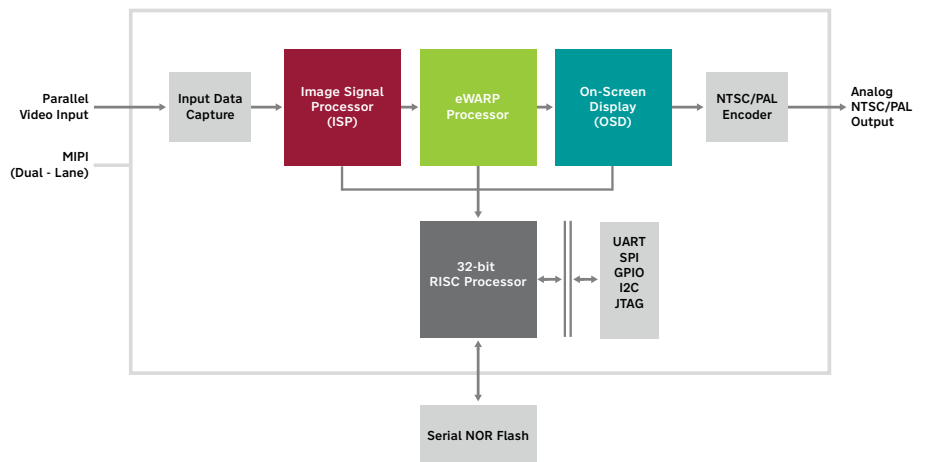 Parallel
Video Input
MIPI
(Dual - Lane)
Input Data
Capture
Image Signal
Processor
(ISP)
eWARP
Processor
On-Screen
Display
(OSD)
NTSC/PAL
Encoder
Analog
NTSC/PAL
Output
32-bit
RISC Processor
UART
SPI
GPIO
I2C
JTAG
Serial NOR Flash